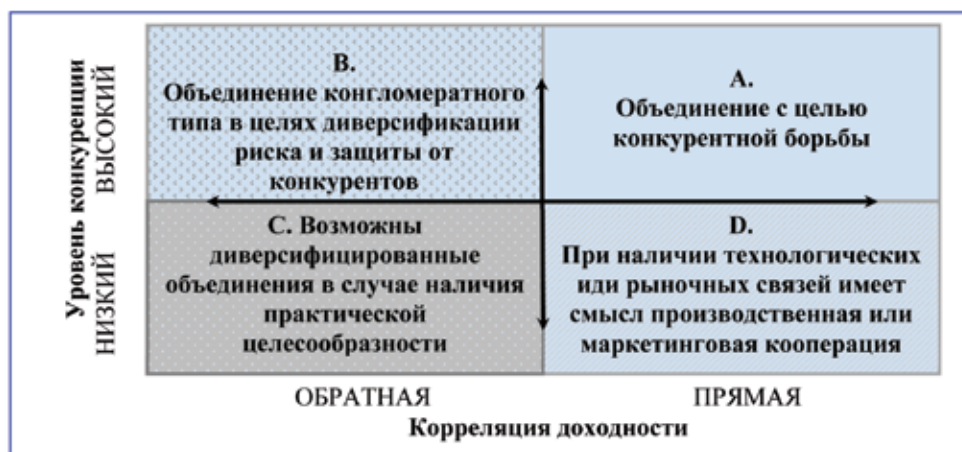 Уровень конкуренции
ВЫСОКИЙ
НИЗКИЙ
B.
Объединение конгломератного
типа в целях диверсификации
риска и защиты от
конкурентов
A.
Объединение с целью
конкурентной борьбы
C. Возможны
диверсифицированные
объединения в случае наличия
практической
целесообразности
D.
При наличии технологических
иди рыночных связей имеет
смысл производственная или
маркетинговая кооперация
ОБРАТНАЯ
ПРЯМАЯ
Корреляция доходности